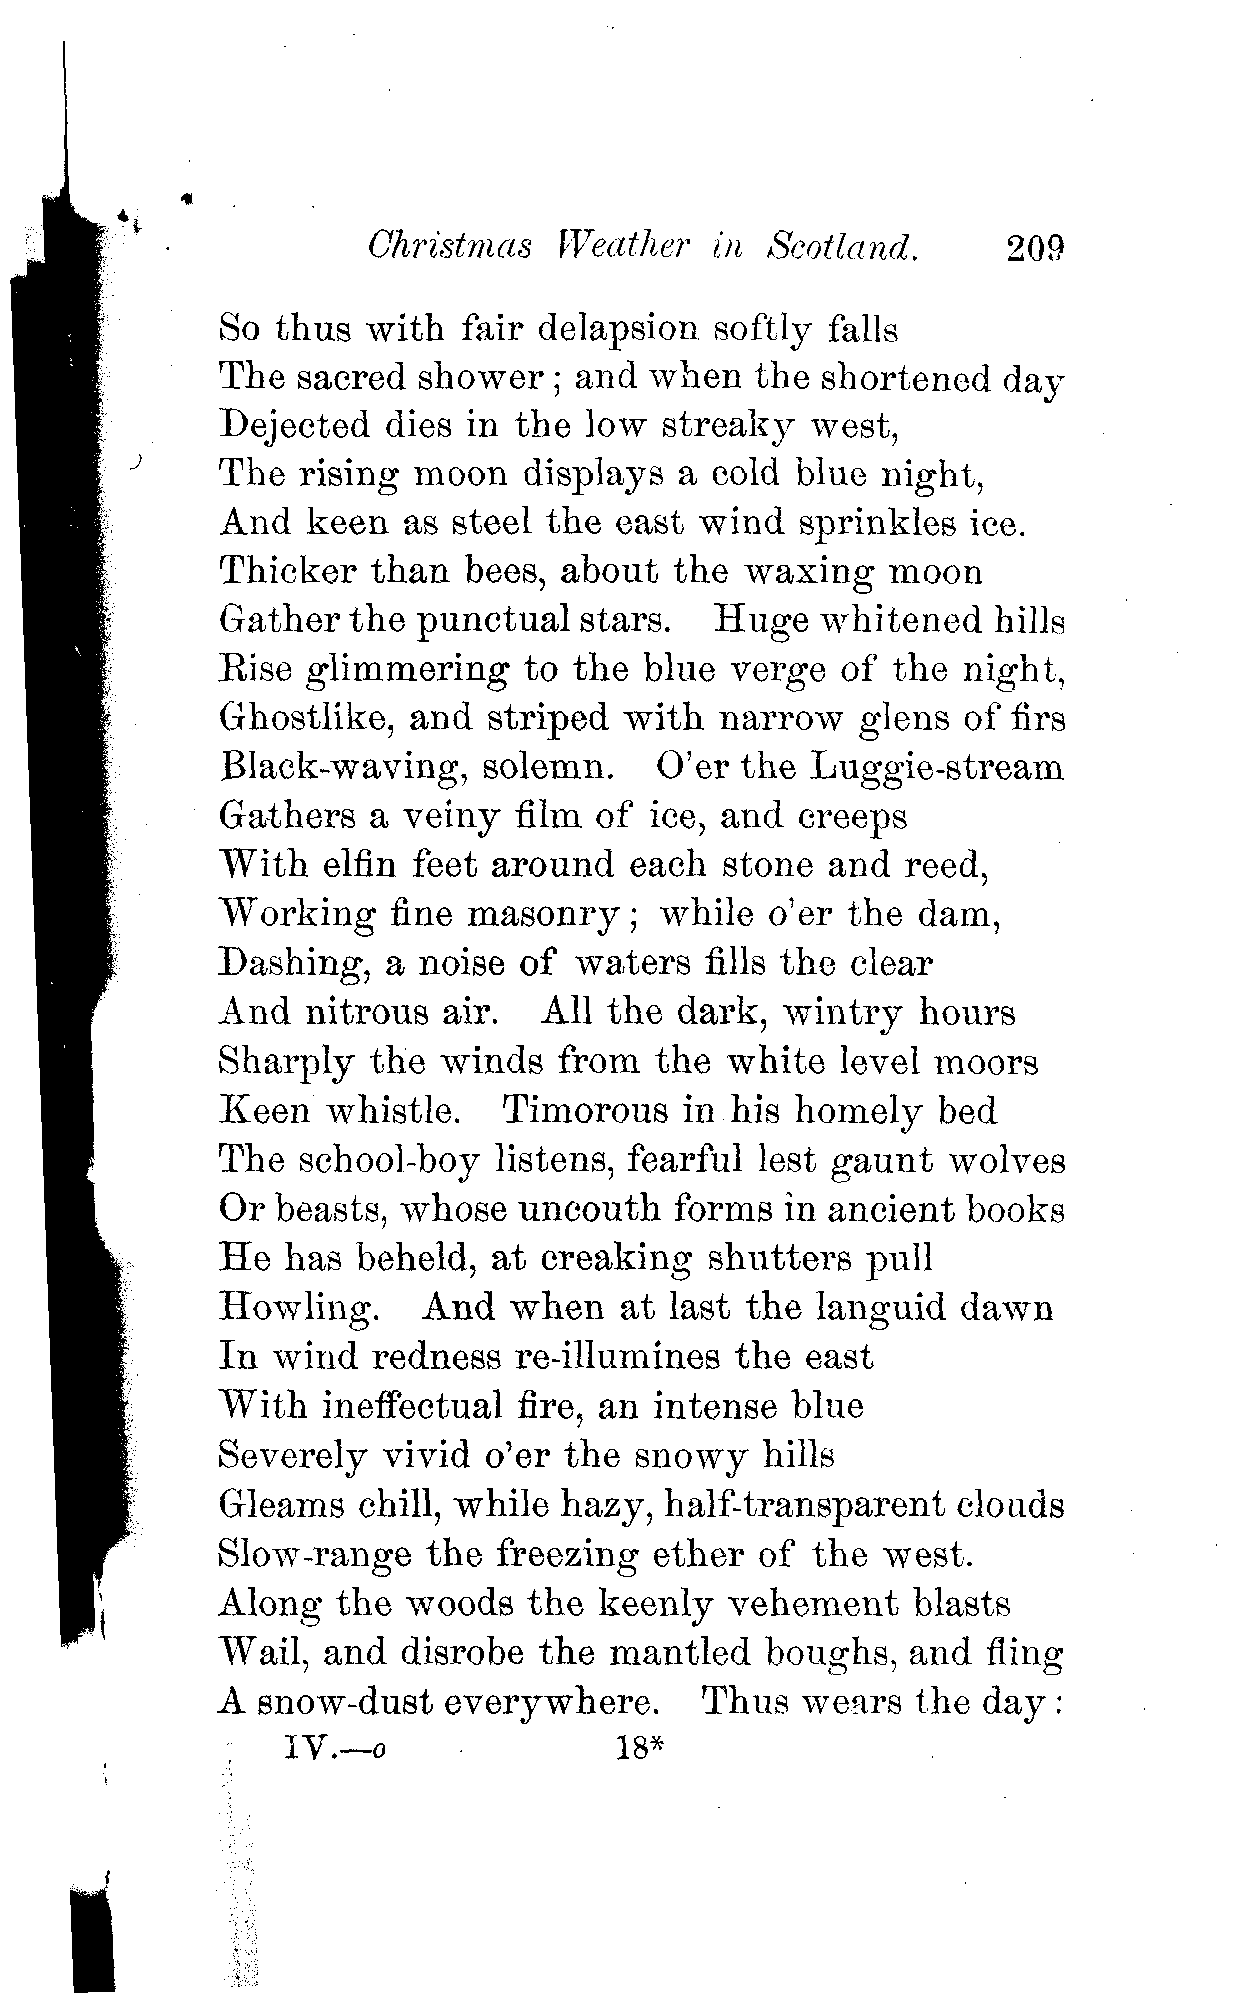 Christmas Weather in Scotland. 209
So thus with fair delapsion softly falls
The sacred shower ; and when the shortened day
Dejected dies in the low streaky west,
The rising moon displays a cold blue night,
And keen as steel the east wind sprinkles ice.
Thicker than bees, about the waxing moon
Gather the punctual stars. Huge whitened hills
Rise glimmering to the blue verge of the night,
Ghostlike, and striped with narrow glens of firs
Black-waving, solemn. O'er the Luggie-stream
Gathers a veiny film of ice, and creeps
With elfin feet around each stone and reed,
Working fine masonry ; while o'er the dam,
Dashing, a noise of waters fills the clear
And nitrous air. All the dark, wintry hours
Sharply the winds from the white level moors
Keen whistle. Timorous in his homely bed
The school-boy listens, fearful lest gaunt wolves
Or beasts, whose uncouth forms in ancient books
He has beheld, at creaking shutters pull
Howling. And when at last the languid dawn
In wind redness re-illumines the east
With ineffectual fire, an intense blue
Severely vivid o'er the snowy hills
Gleams chill, while hazy, half-transparent clouds
Slow-range the freezing ether of the west.
Along the woods the keenly vehement blasts
Wail, and disrobe the mantled boughs, and fling
A snow-dust everywhere. Thus wears the day :
IV.—o 18*